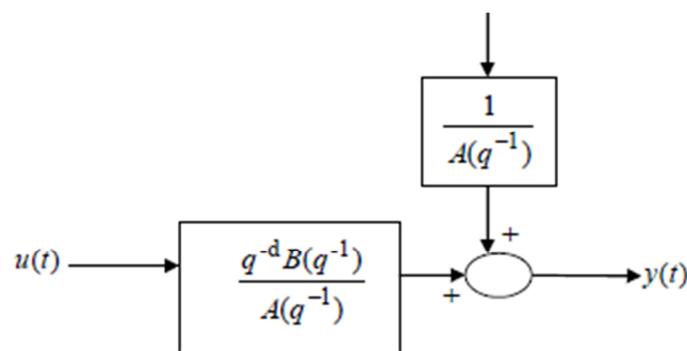 1
A(q⁻¹)
+
u(t)
q⁻ᵈ B(q⁻¹)
A(q⁻¹)
+
y(t)